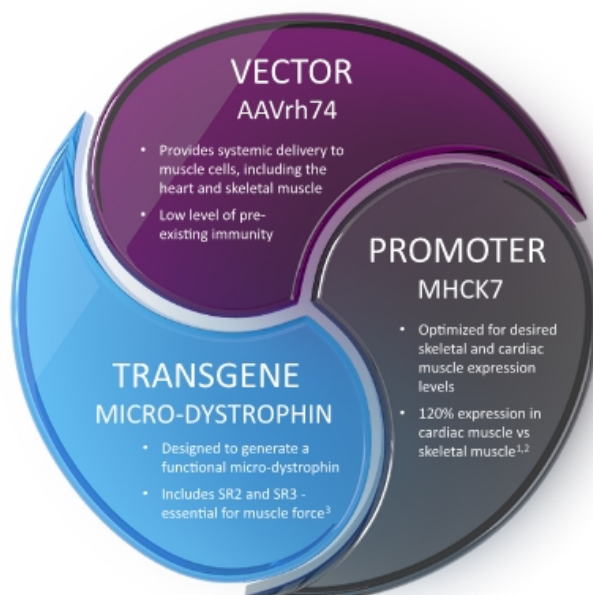 VECTOR
AAVrh74
• Provides systemic delivery to
muscle cells, including the
heart and skeletal muscle
• Low level of pre-
existing immunity
PROMOTER
MHCK7
• Optimized for desired
skeletal and cardiac
muscle expression
levels
• 120% expression in
cardiac muscle vs
skeletal muscle¹,²
TRANSGENE
MICRO-DYSTROPHIN
• Designed to generate a
functional micro-dystrophin
• Includes SR2 and SR3 -
essential for muscle force³